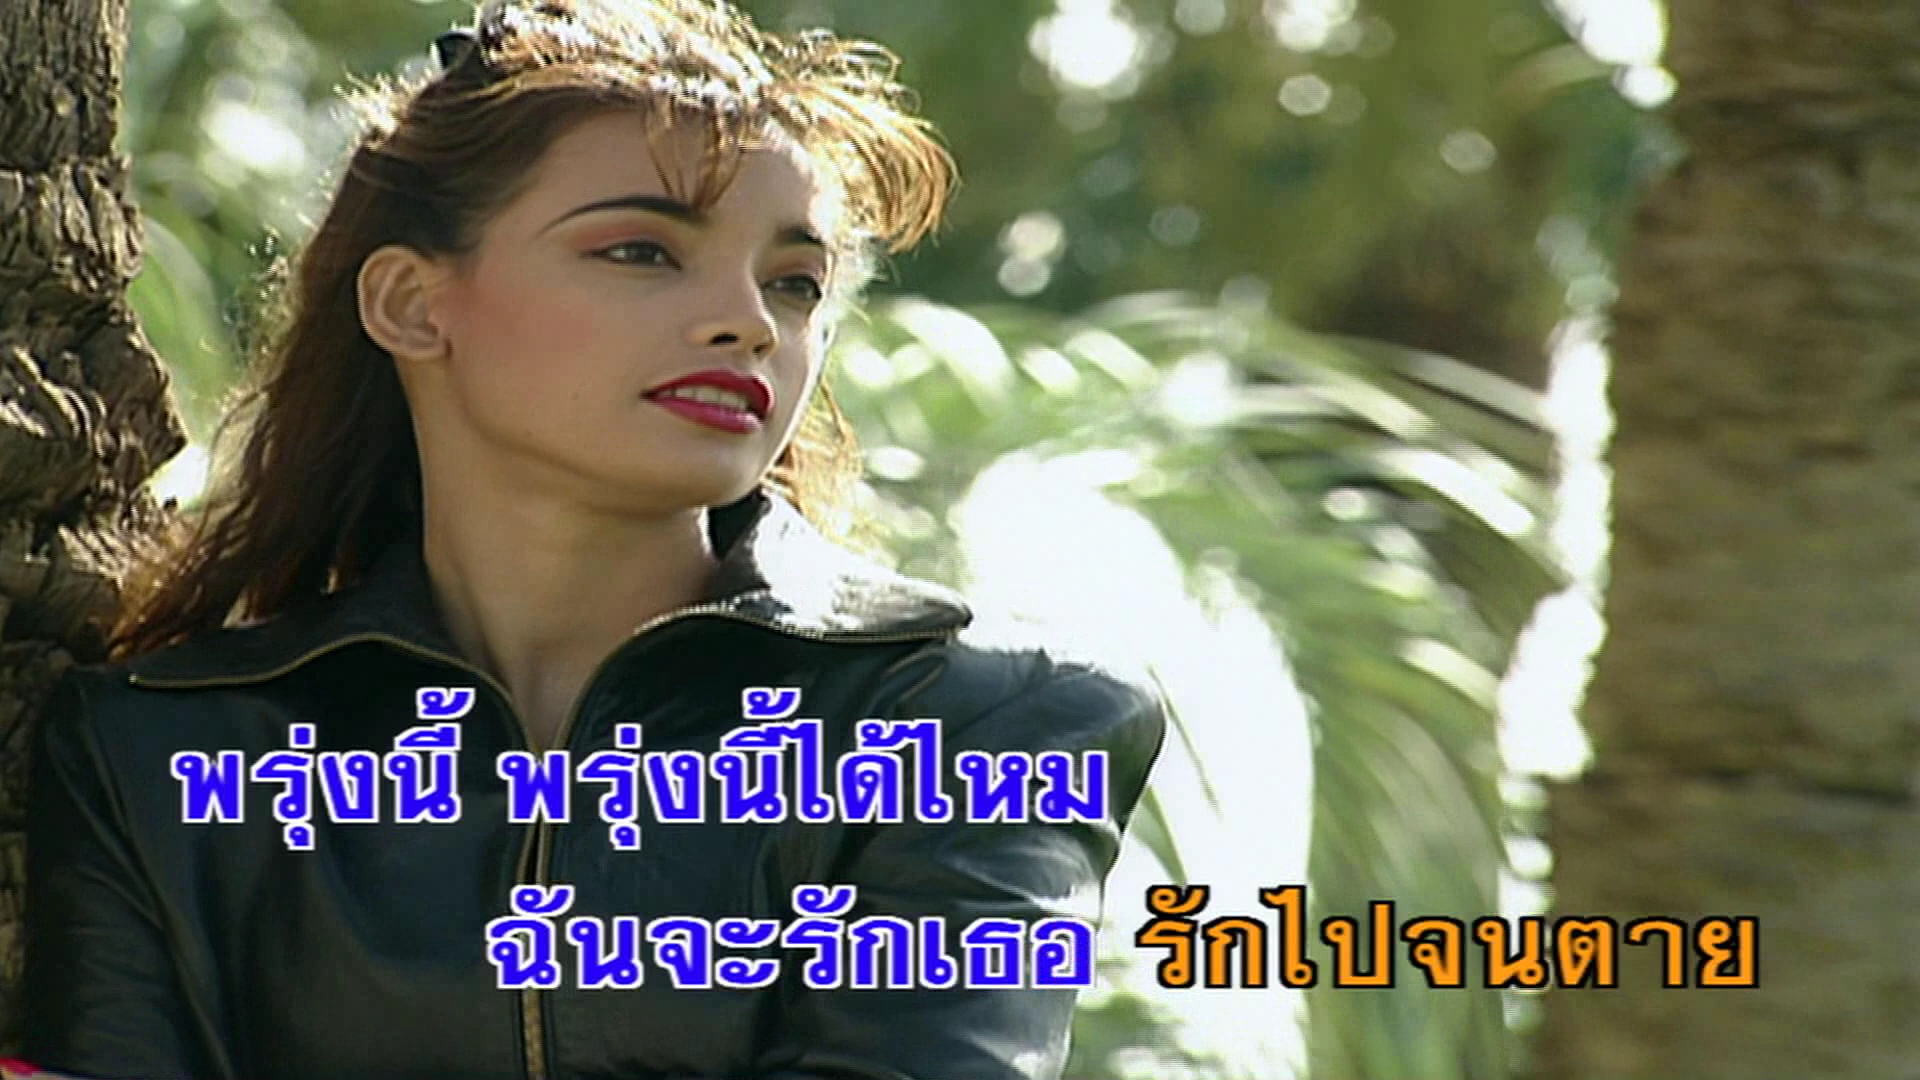 พรุ่งนี้ พรุ่งนี้ได้ไหม
ฉันจะรักเธอ รักไปจนตาย